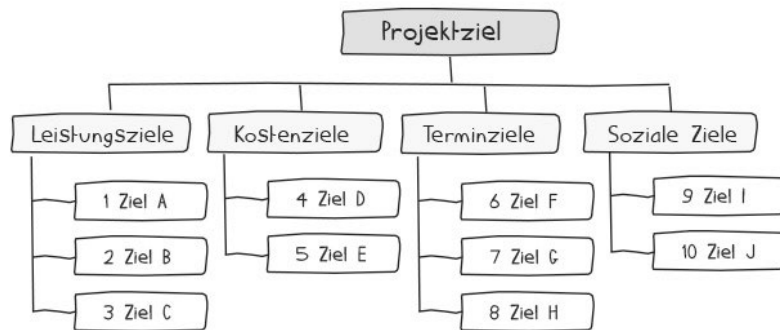 Projektziel
Leistungsziele
Kostenziele
Terminziele
Soziale Ziele
1 Ziel A
2 Ziel B
3 Ziel C
4 Ziel D
5 Ziel E
6 Ziel F
7 Ziel G
8 Ziel H
9 Ziel I
10 Ziel J